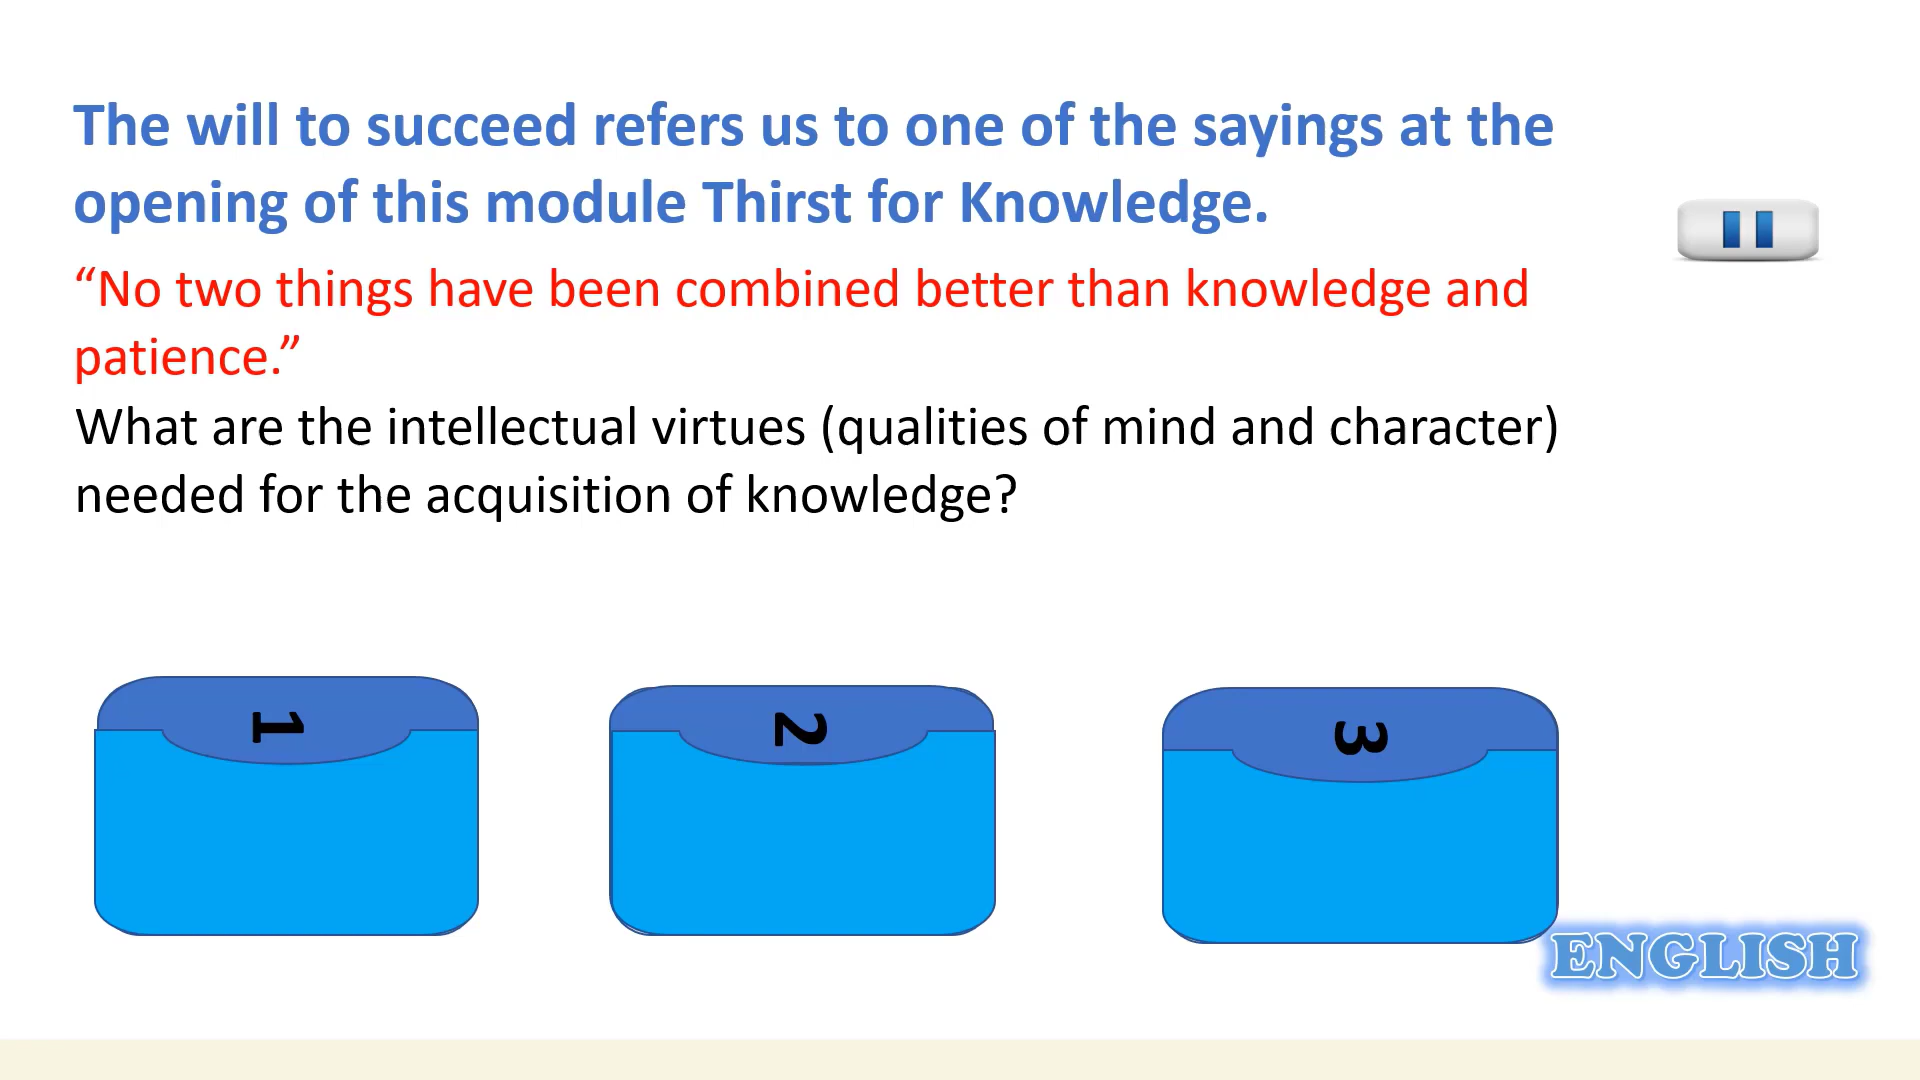 The will to succeed refers us to one of the sayings at the
opening of this module Thirst for Knowledge.
“No two things have been combined better than knowledge and
patience.”
What are the intellectual virtues (qualities of mind and character)
needed for the acquisition of knowledge?
1
2
3
ENGLISH